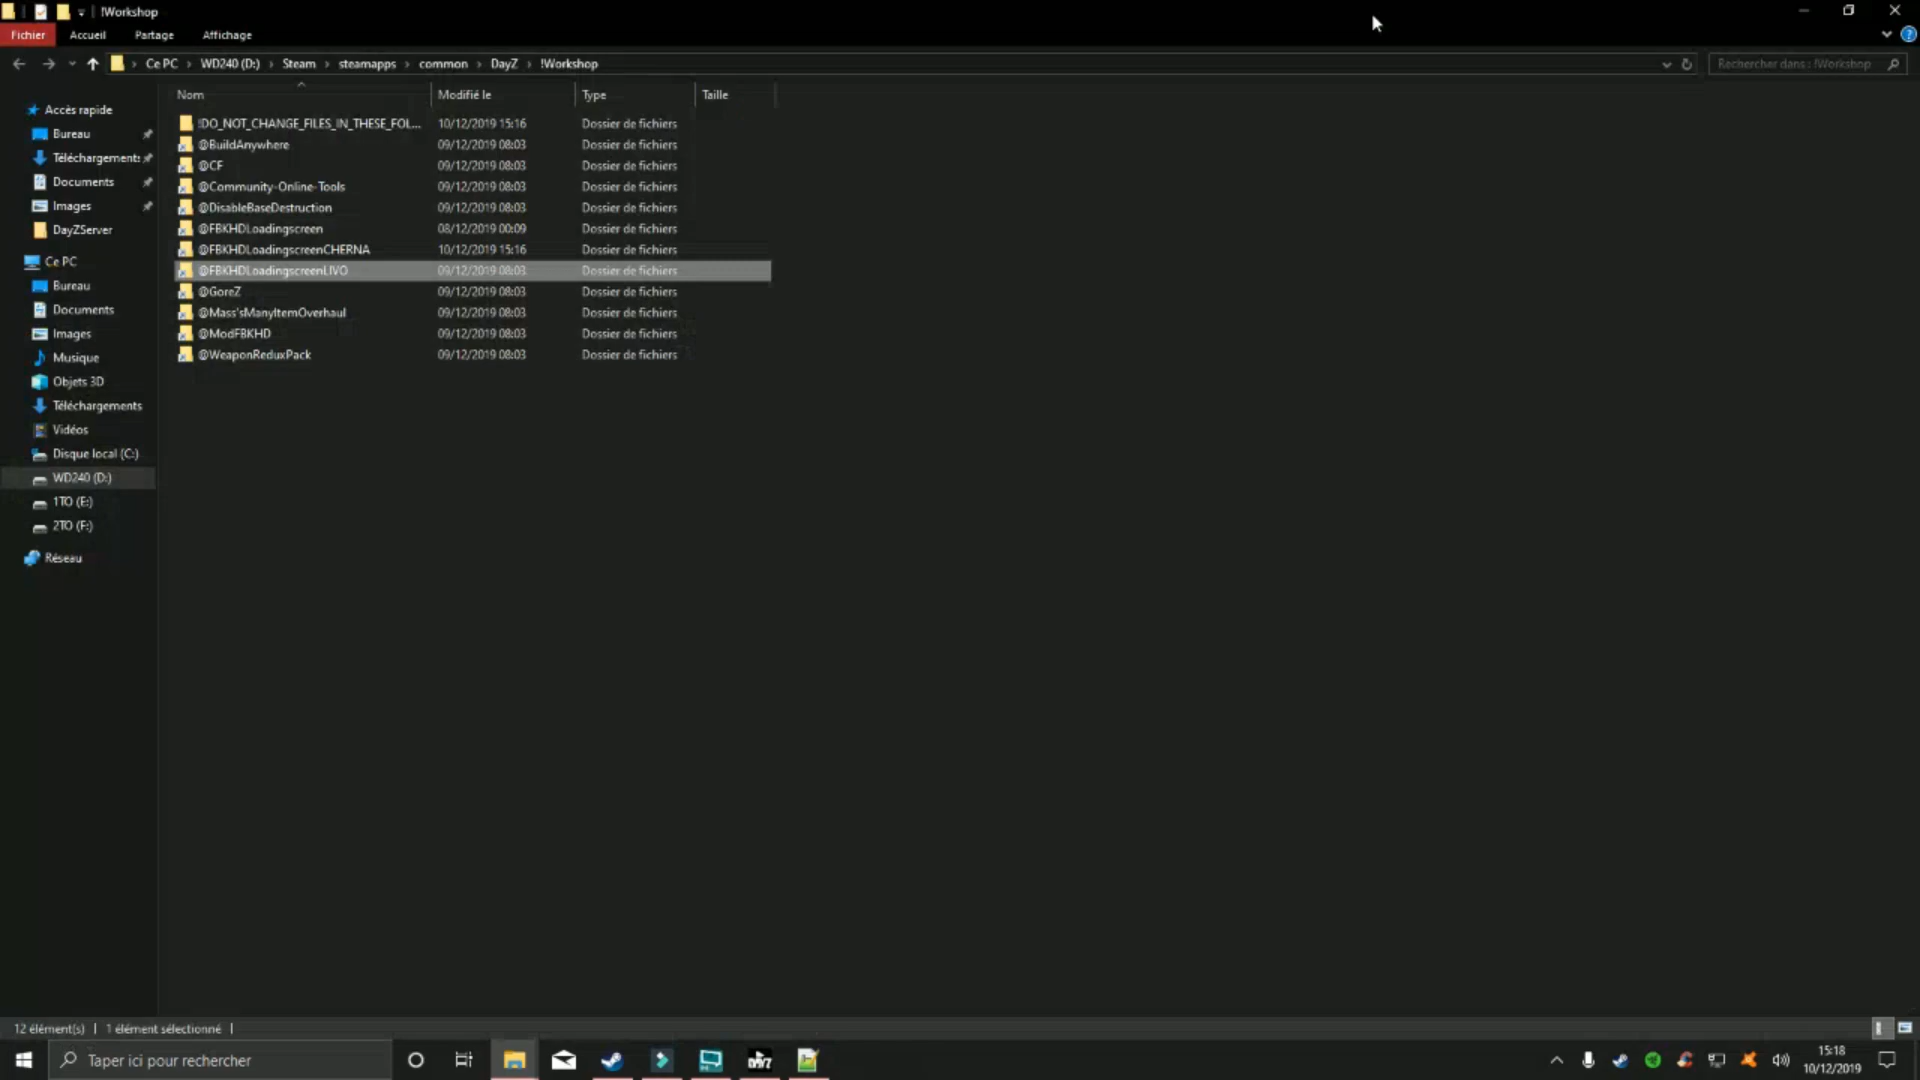 !Workshop
Fichier Accueil Partage Affichage
Ce PC › WD240 (D:) › Steam › steamapps › common › DayZ › !Workshop
Rechercher dans : !Workshop
Nom Modifié le Type Taille
!DO_NOT_CHANGE_FILES_IN_THESE_FOL... 10/12/2019 15:16 Dossier de fichiers
@BuildAnywhere 09/12/2019 08:03 Dossier de fichiers
@CF 09/12/2019 08:03 Dossier de fichiers
@Community-Online-Tools 09/12/2019 08:03 Dossier de fichiers
@DisableBaseDestruction 09/12/2019 08:03 Dossier de fichiers
@FBKHDLoadingscreen 08/12/2019 00:09 Dossier de fichiers
@FBKHDLoadingscreenCHERNA 10/12/2019 15:16 Dossier de fichiers
@FBKHDLoadingscreenLIVO 09/12/2019 08:03 Dossier de fichiers
@GoreZ 09/12/2019 08:03 Dossier de fichiers
@Mass'sManyItemOverhaul 09/12/2019 08:03 Dossier de fichiers
@ModFBKHD 09/12/2019 08:03 Dossier de fichiers
@WeaponReduxPack 09/12/2019 08:03 Dossier de fichiers
Accès rapide
Bureau
Téléchargements
Documents
Images
DayZServer
Ce PC
Bureau
Documents
Images
Musique
Objets 3D
Téléchargements
Vidéos
Disque local (C:)
WD240 (D:)
1TO (E:)
2TO (F:)
Réseau
12 élément(s) | 1 élément sélectionné |
Taper ici pour rechercher
15:18
10/12/2019